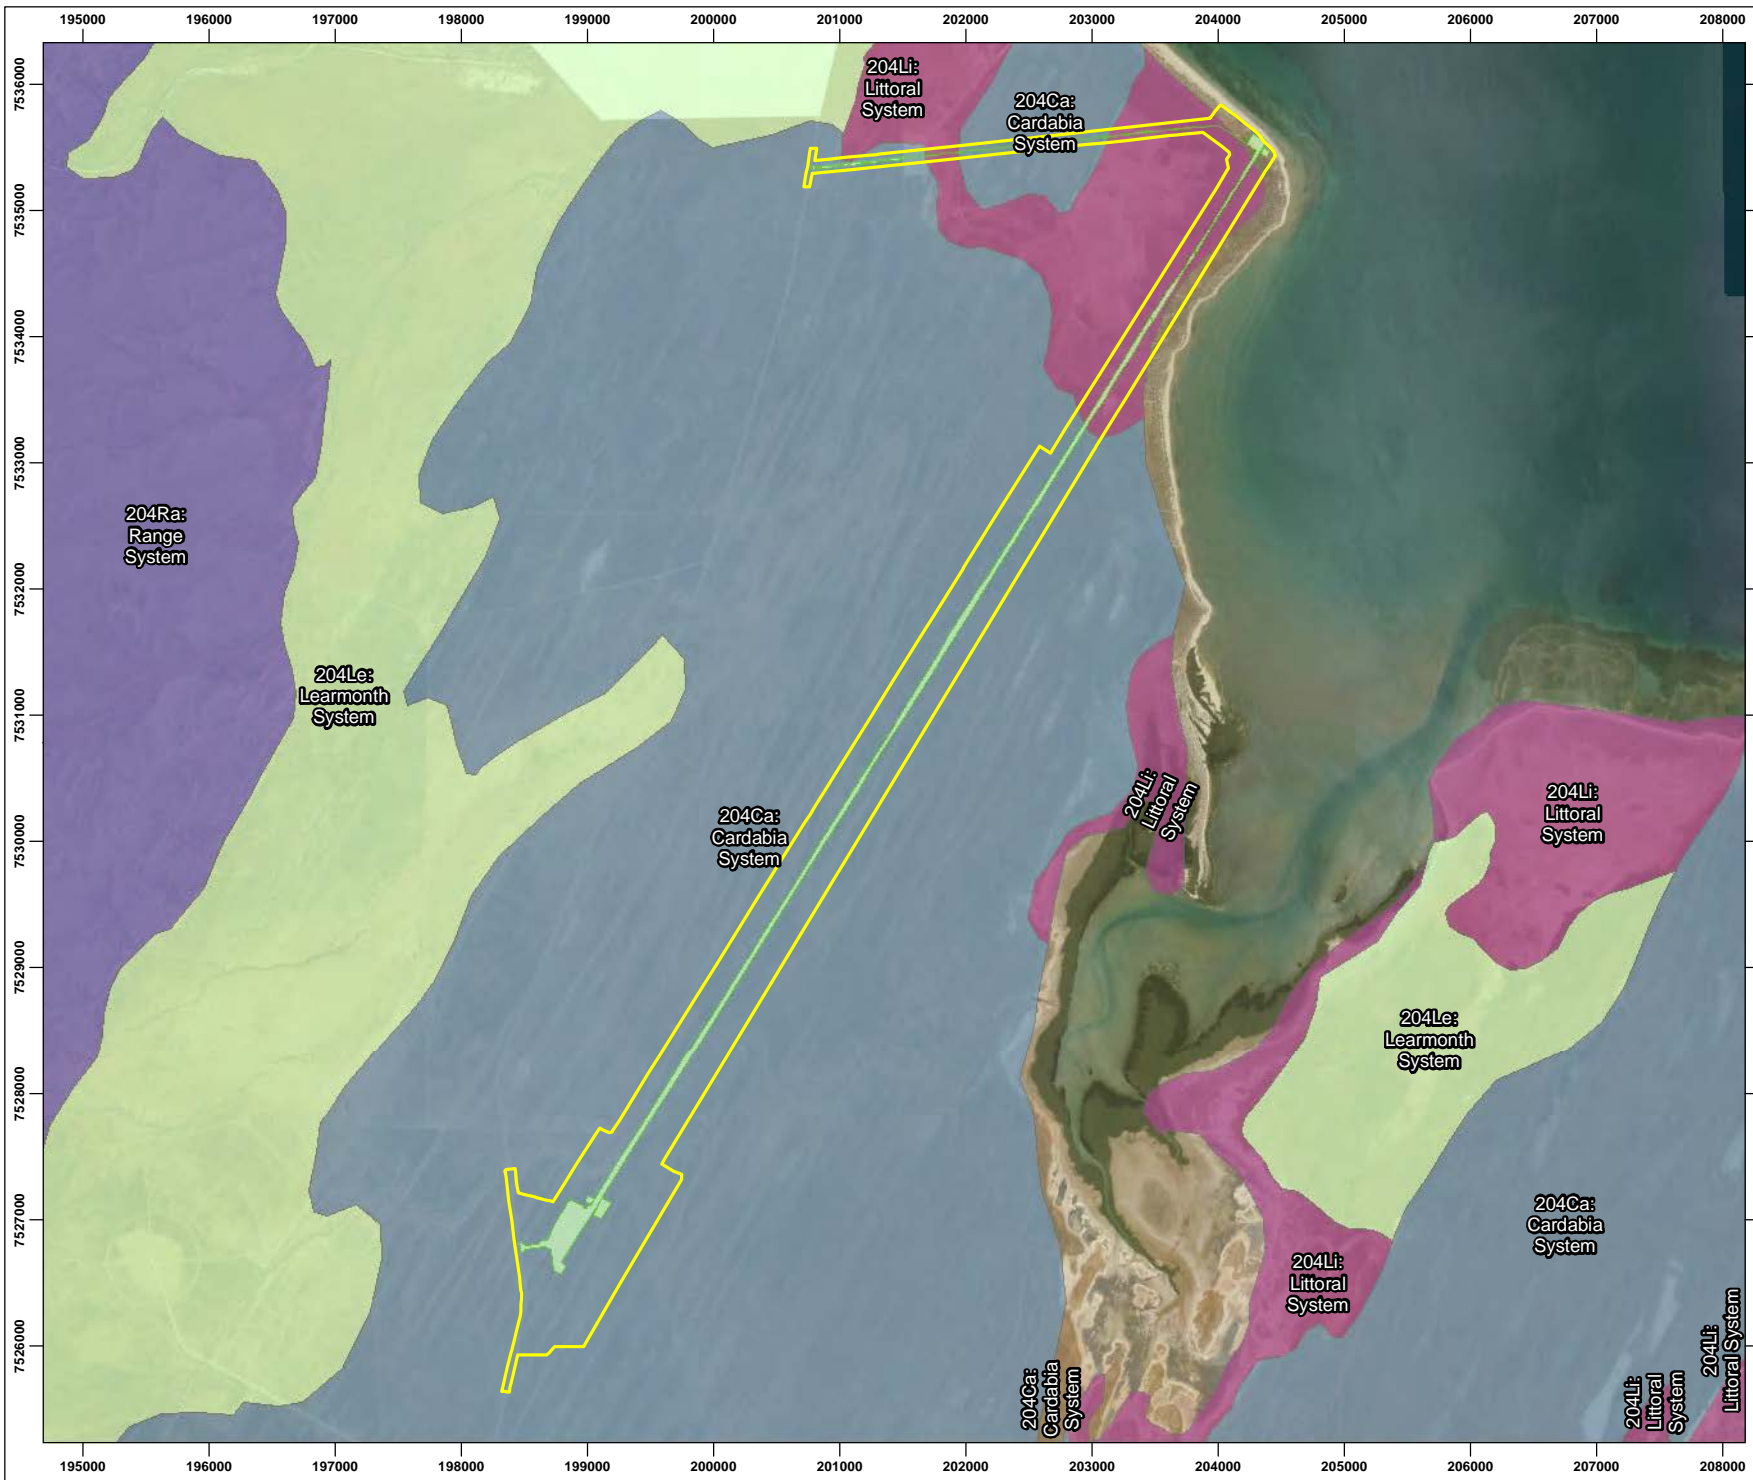 195000 196000 197000 198000 199000 200000 201000 202000 203000 204000 205000 206000 207000 208000
7536000
7535000
7534000
7533000
7532000
7531000
7530000
7529000
7528000
7527000
7526000
204Li:
Littoral
System
204Ca:
Cardabia
System
204Ra:
Range
System
204Le:
Learmonth
System
204Ca:
Cardabia
System
204Li:
Littoral
System
204Li:
Littoral
System
204Le:
Learmonth
System
204Ca:
Cardabia
System
204Li:
Littoral
System
204Ca:
Cardabia
System
204Li:
Littoral
System
204Li:
Littoral System
195000 196000 197000 198000 199000 200000 201000 202000 203000 204000 205000 206000 207000 208000